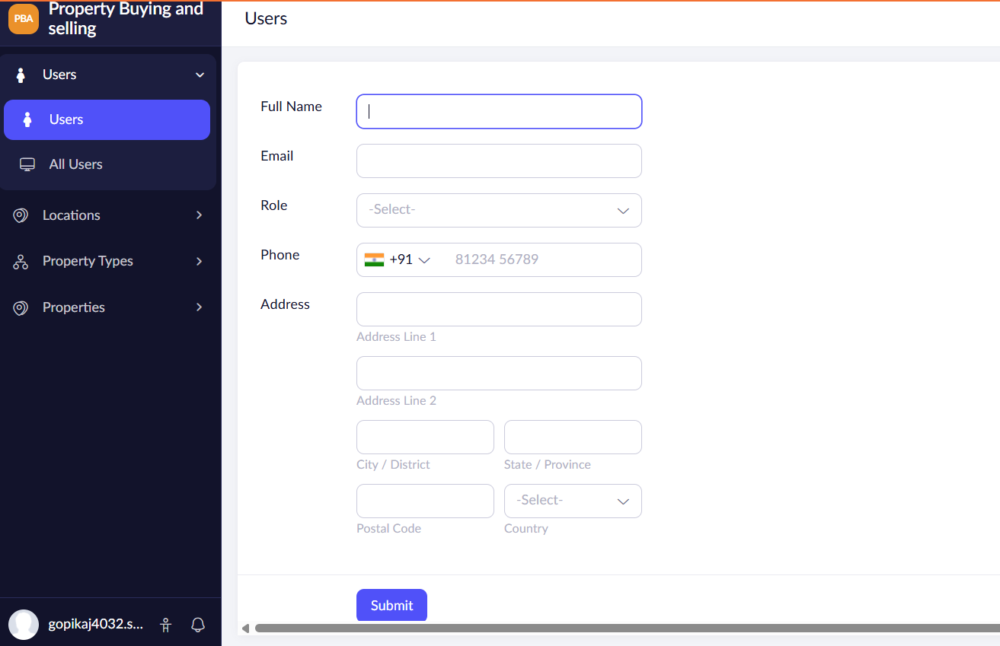 PBA
Property Buying and
selling
Users
Users
All Users
Locations
Property Types
Properties
gopikaj4032.s...
Users
Full Name
Email
Role
-Select-
Phone
+91
81234 56789
Address
Address Line 1
Address Line 2
City / District
State / Province
Postal Code
-Select-
Country
Submit